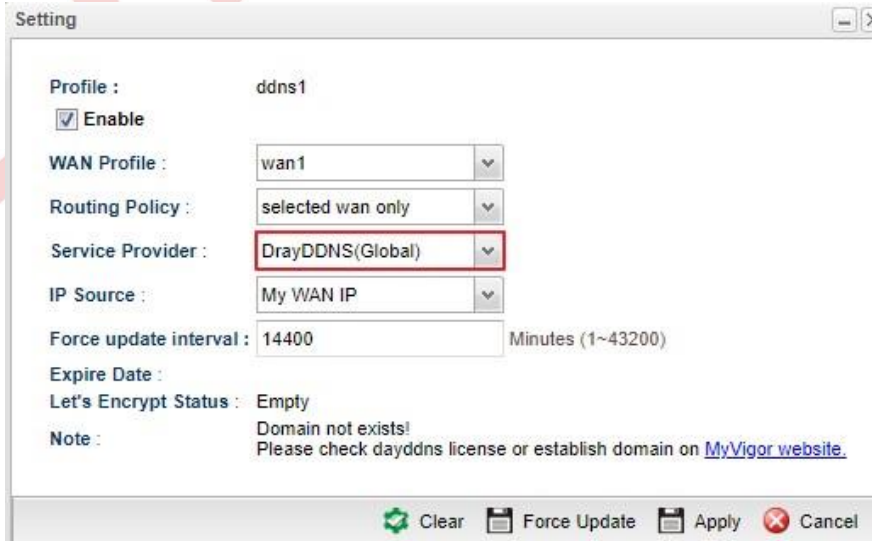 Setting
Profile : ddns1
Enable
WAN Profile : wan1
Routing Policy : selected wan only
Service Provider : DrayDDNS(Global)
IP Source : My WAN IP
Force update interval : 14400 Minutes (1~43200)
Expire Date :
Let's Encrypt Status : Empty
Note : Domain not exists!
Please check dayddns license or establish domain on MyVigor website.
Clear Force Update Apply Cancel